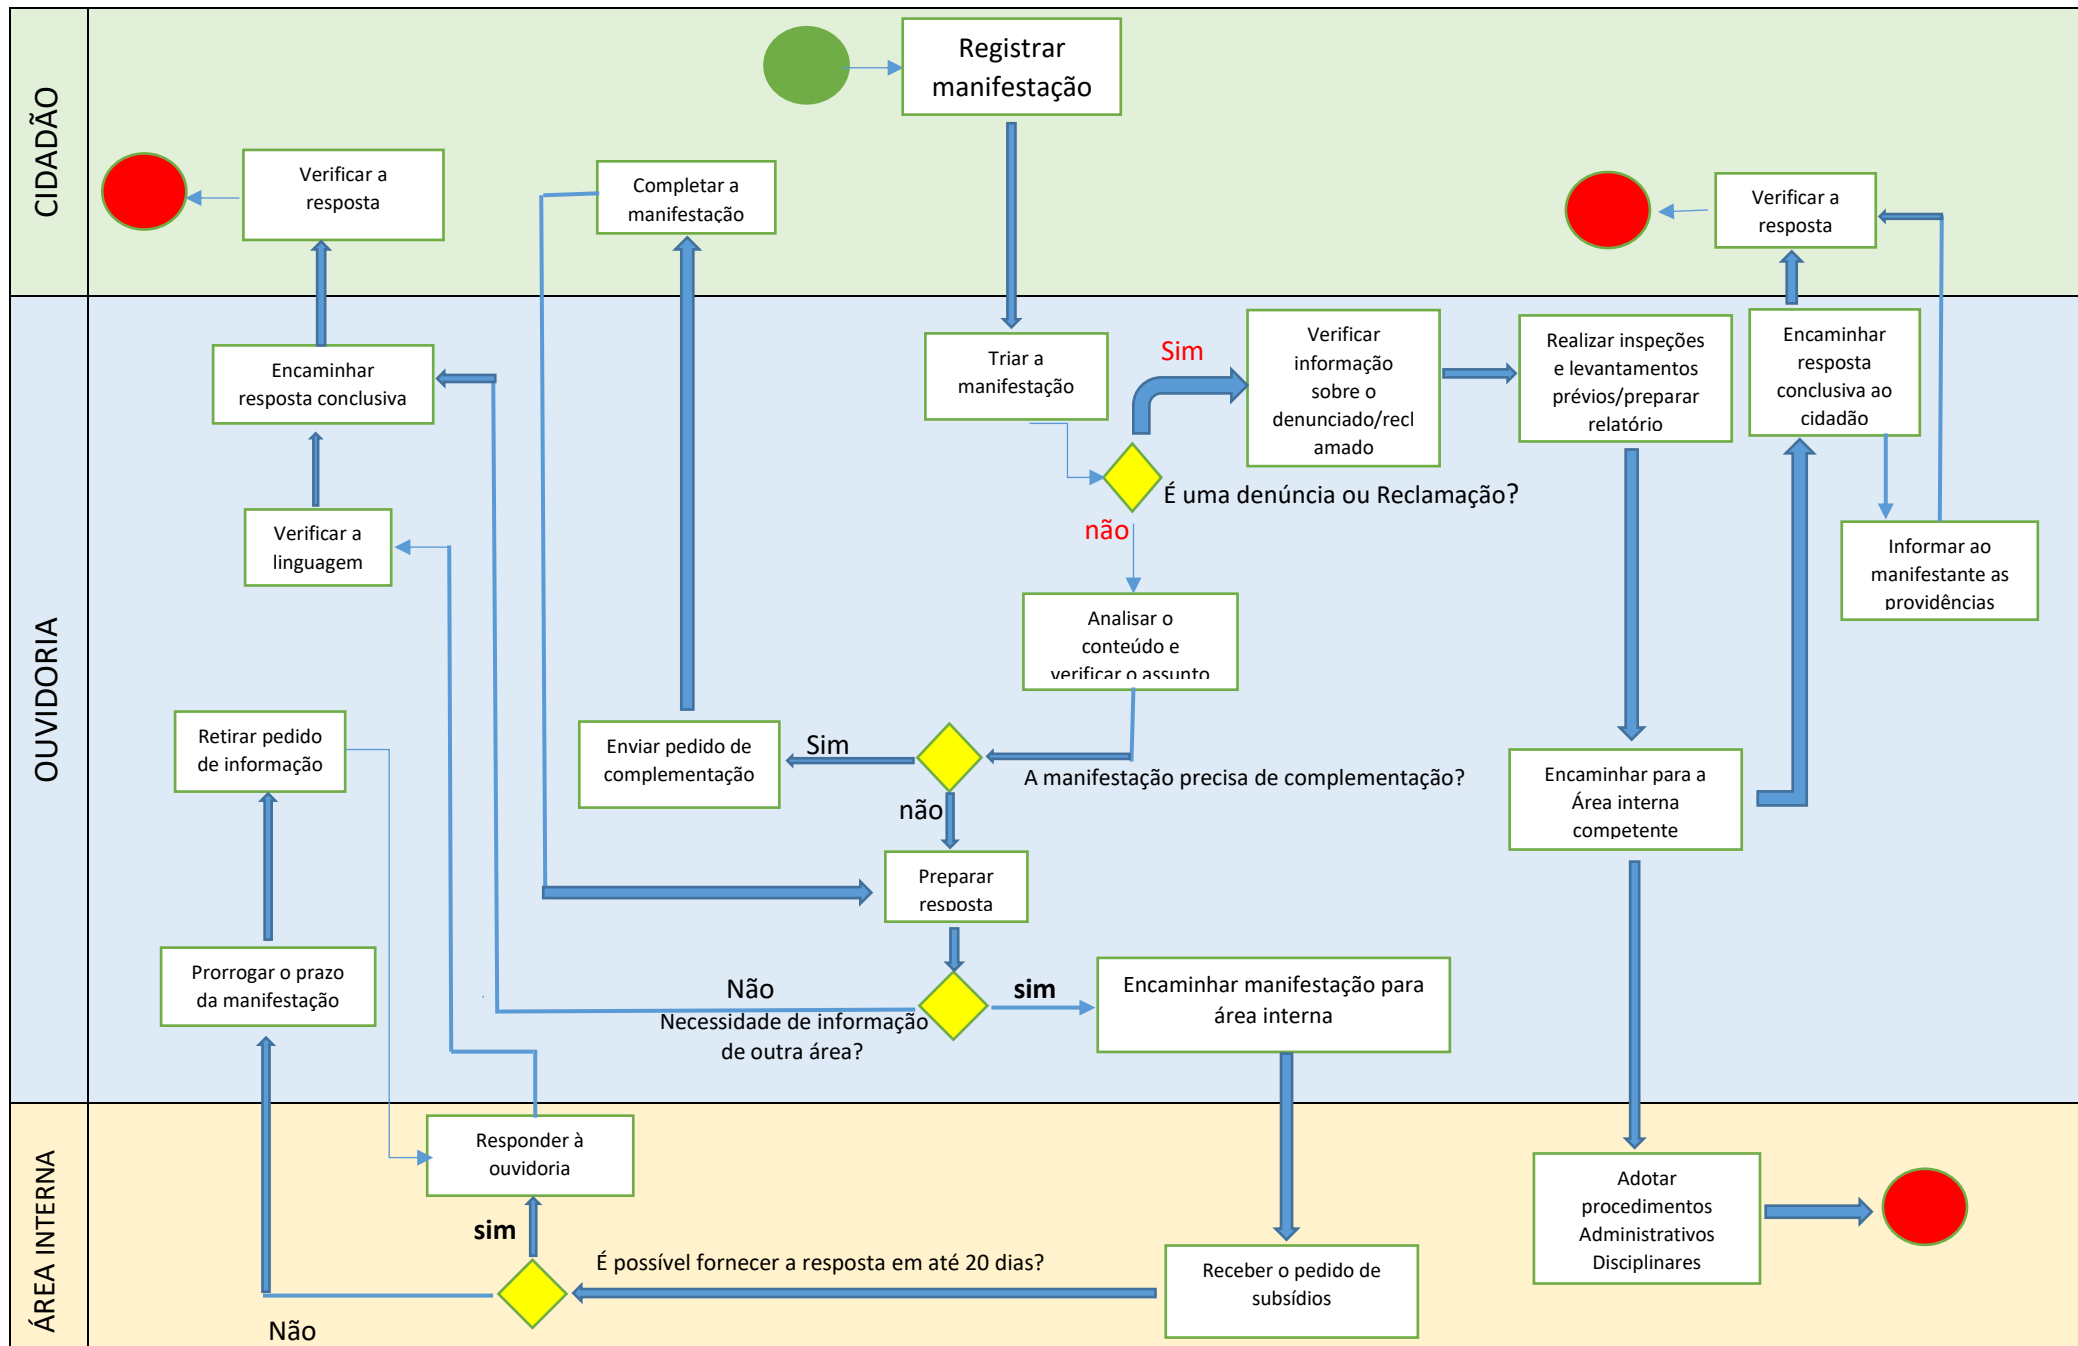 CIDADÃO
Registrar
manifestação
Verificar a
resposta
Completar a
manifestação
Verificar a
resposta
OUVIDORIA
Encaminhar
resposta conclusiva
Triar a
manifestação
Sim
Verificar
informação
sobre o
denunciado/recl
amado
Realizar inspeções
e levantamentos
prévios/preparar
relatório
Encaminhar
resposta
conclusiva ao
cidadão
É uma denúncia ou Reclamação?
não
Verificar a
linguagem
Informar ao
manifestante as
providências
Analisar o
conteúdo e
verificar o assunto
Retirar pedido
de informação
Enviar pedido de
complementação
Sim
A manifestação precisa de complementação?
não
Encaminhar para a
Área interna
competente
Preparar
resposta
Prorrogar o prazo
da manifestação
Não
sim
Necessidade de informação
de outra área?
Encaminhar manifestação para
área interna
ÁREA INTERNA
Responder à
ouvidoria
sim
É possível fornecer a resposta em até 20 dias?
Não
Receber o pedido de
subsídios
Adotar
procedimentos
Administrativos
Disciplinares